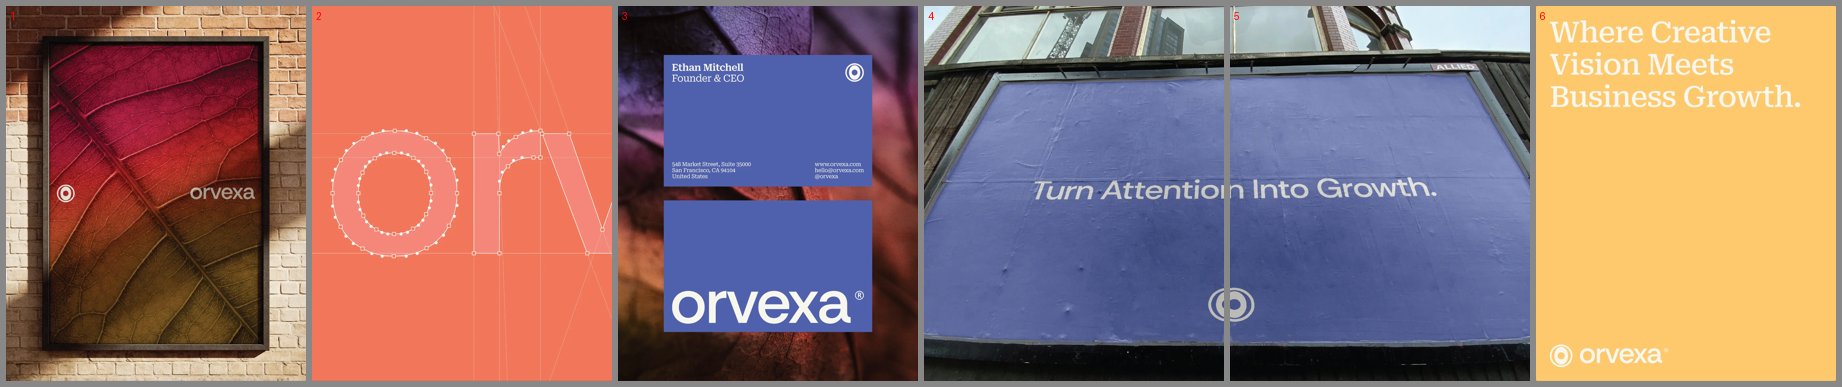 1
orvexa
2
orv
3
Ethan Mitchell
Founder & CEO
548 Market Street, Suite 35000
San Francisco, CA 94104
United States
www.orvexa.com
hello@orvexa.com
@orvexa
orvexa®
4
5
ALLIED
Turn Attention Into Growth.
6
Where Creative
Vision Meets
Business Growth.
orvexa®